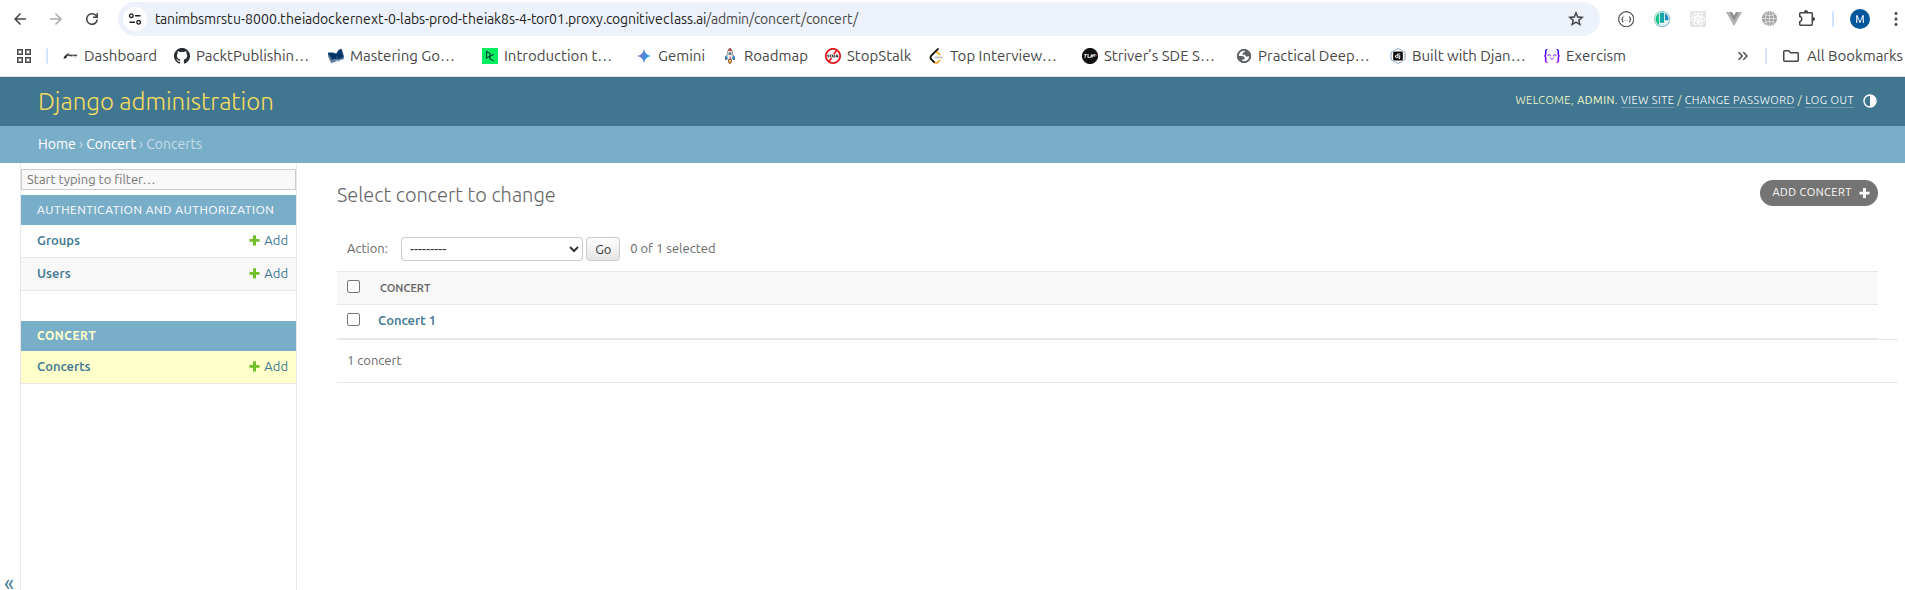 tanimbsmrstu-8000.theiadockernext-0-labs-prod-theiak8s-4-tor01.proxy.cognitiveclass.ai/admin/concert/concert/
M
Dashboard PacktPublishin... Mastering Go... Introduction t... Gemini Roadmap StopStalk Top Interview... Striver's SDE S... Practical Deep... Built with Djan... Exercism » All Bookmarks
Django administration WELCOME, ADMIN. VIEW SITE / CHANGE PASSWORD / LOG OUT
Home › Concert › Concerts
Start typing to filter...
Select concert to change ADD CONCERT +
AUTHENTICATION AND AUTHORIZATION
Groups + Add
Action: --------- Go 0 of 1 selected
Users + Add
CONCERT
Concert 1
CONCERT
1 concert
Concerts + Add
«